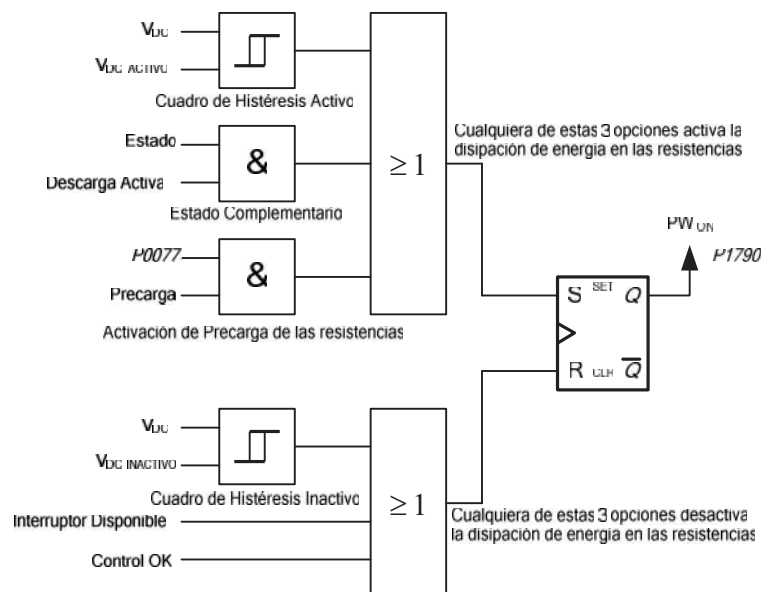 VDC
VDC ACTIVO
Cuadro de Histéresis Activo
Estado
Descarga Activa
&
Estado Complementario
P0077
Precarga
&
Activación de Precarga de las resistencias
≥ 1
Cualquiera de estas 3 opciones activa la
disipación de energia en las resistencias
PW ON
P1790
S SET Q
R CLR Q̅
VDC
VDC INACTIVO
Cuadro de Histéresis Inactivo
Interruptor Disponible
Control OK
≥ 1
Cualquiera de estas 3 opciones desactiva
la disipación de energia en las resistencias